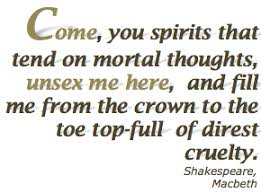 Come, you spirits that
tend on mortal thoughts,
unsex me here, and fill
me from the crown to the
toe top-full of direst
cruelty.
Shakespeare,
Macbeth